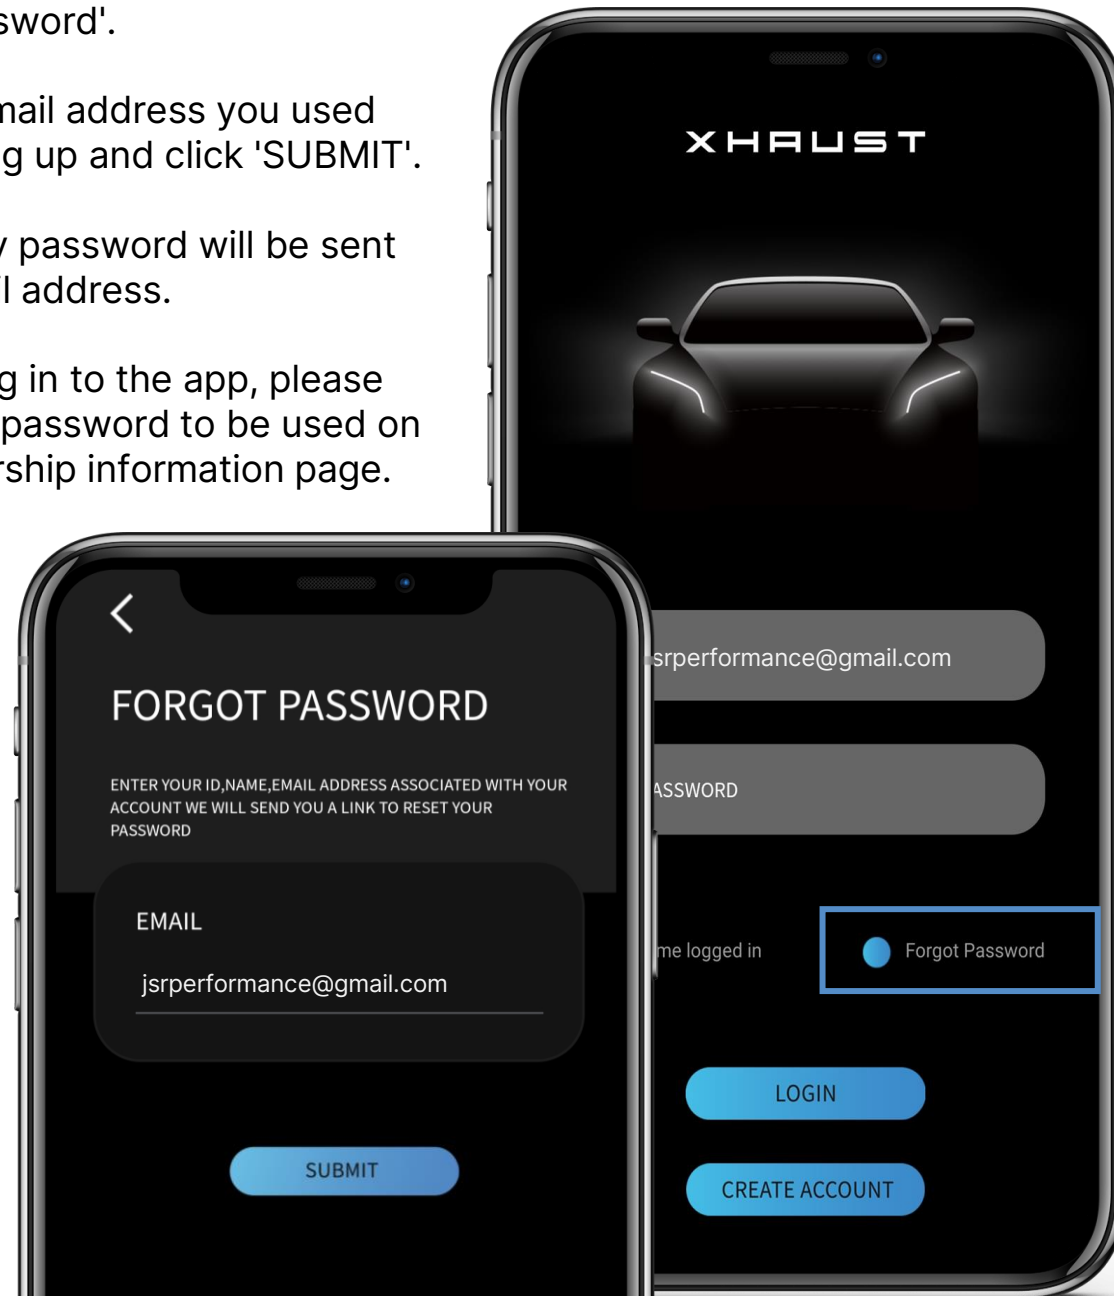 sword'.
mail address you used
g up and click 'SUBMIT'.
y password will be sent
l address.
g in to the app, please
password to be used on
rship information page.
XHAUST
srperformance@gmail.com
ASSWORD
me logged in
Forgot Password
LOGIN
CREATE ACCOUNT
FORGOT PASSWORD
ENTER YOUR ID,NAME,EMAIL ADDRESS ASSOCIATED WITH YOUR
ACCOUNT WE WILL SEND YOU A LINK TO RESET YOUR
PASSWORD
EMAIL
jsrperformance@gmail.com
SUBMIT